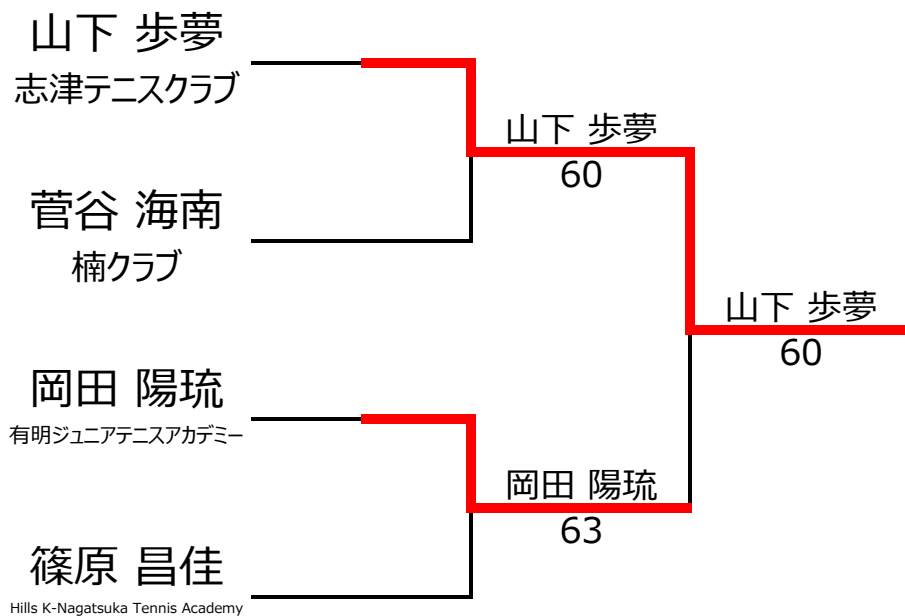 山下 歩夢
志津テニスクラブ
菅谷 海南
楠クラブ
岡田 陽琉
有明ジュニアテニスアカデミー
篠原 昌佳
Hills K-Nagatsuka Tennis Academy
山下 歩夢
60
岡田 陽琉
63
山下 歩夢
60